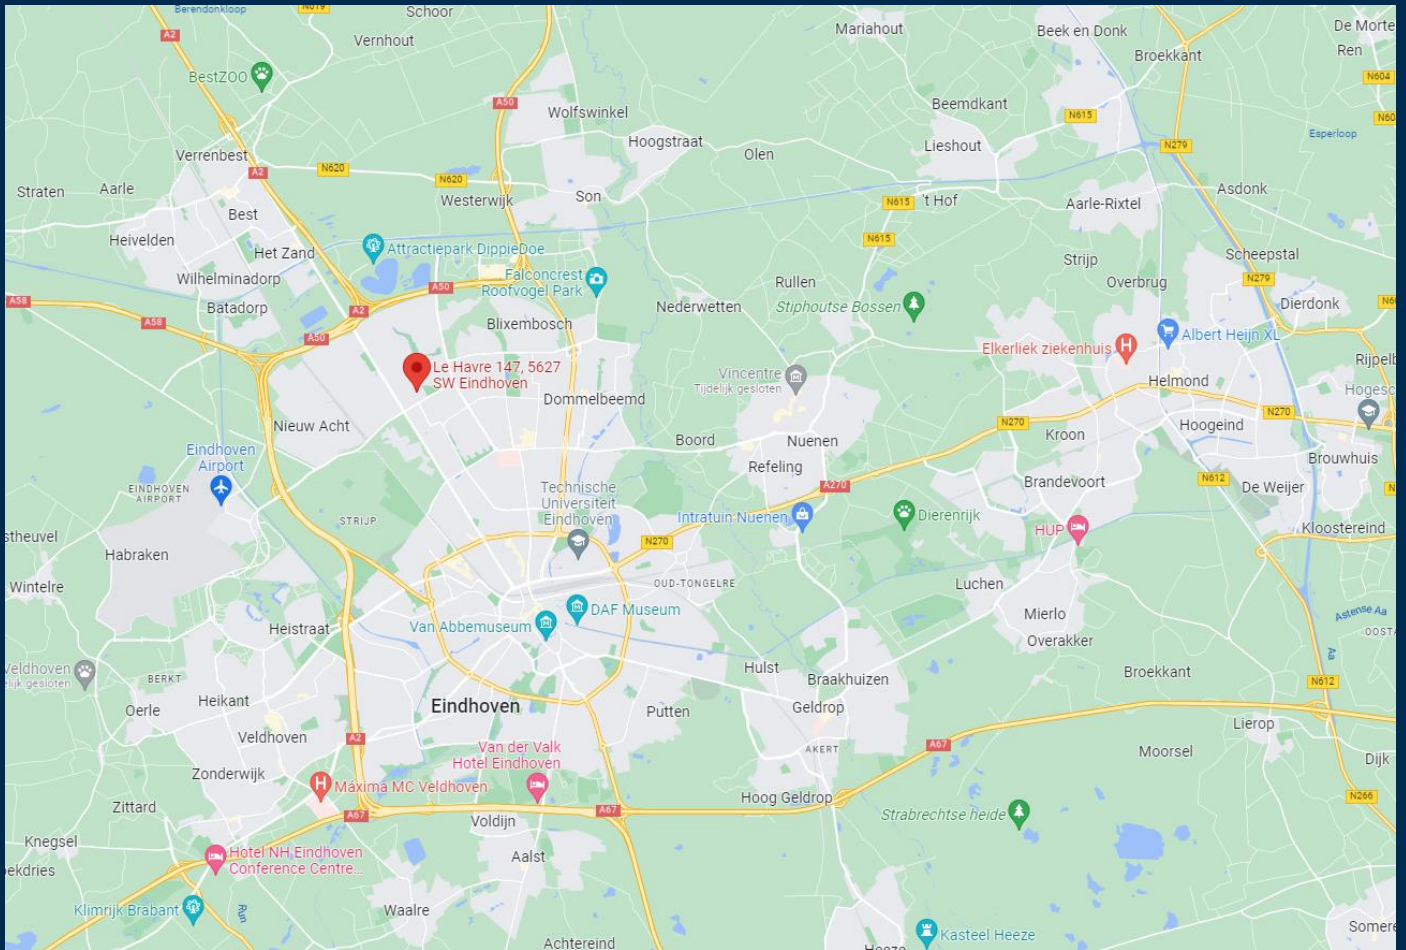 Berendonkloop
N619
Schoor
Mariahout
Beek en Donk
De Morte
A2
Vernhout
Broekkant
Ren
BestZOO
N604
A50
Wolfswinkel
Beemdkant
N615
N60
Esperloop
Verrenbest
Hoogstraat
Olen
Lieshout
N279
A2
N620
N620
Straten
Aarle
Westerwijk
Son
N615
't Hof
Aarle-Rixtel
Asdonk
Best
Heivelden
Het Zand
Attractiepark DippieDoe
N615
Scheepstal
Wilhelminadorp
Falconcrest
Roofvogel Park
Strijp
N279
A50
Rullen
Overbrug
A58
Batadorp
A2
Nederwetten
Stiphoutse Bossen
Dierdonk
N60
A58
Blixembosch
A50
Elkerliek ziekenhuis
Albert Heijn XL
Le Havre 147, 5627
SW Eindhoven
Vincentre
Tijdelijk gesloten
Rijpelb
Helmond
Hogesc
Dommelbeemd
N270
Nieuw Acht
N270
Hoogeind
Boord
Nuenen
Kroon
Eindhoven
Airport
Refeling
Brouwhuis
EINDHOVEN
AIRPORT
Technische
Universiteit
Eindhoven
A270
Brandevoort
N612
De Weijer
N
STRIJP
Intratuin Nuenen
Dierenrijk
HUP
Kloostereind
stheuvel
N270
Habraken
Wintelre
OUD-TONGELRE
Luchen
DAF Museum
Mierlo
Astense Aa
Van Abbemuseum
Heistraat
Overakker
OOSTA
Aa
Veldhoven
elijk gesloten
BERKT
Hulst
Braakhuizen
Broekkant
N612
Heikant
Eindhoven
Oerle
Putten
Geldrop
Lierop
Veldhoven
A2
Van der Valk
Hotel Eindhoven
AKERT
A67
Moorsel
Dijk
Zonderwijk
Máxima MC Veldhoven
Hoog Geldrop
N266
Zittard
A67
A67
Strabrechtse heide
Voldijn
Knegsel
Hotel NH Eindhoven
Conference Centre...
Aalst
oekdries
Klimrijk Brabant
Run
Waalre
Kasteel Heeze
Somere
Achtereind
Heeze